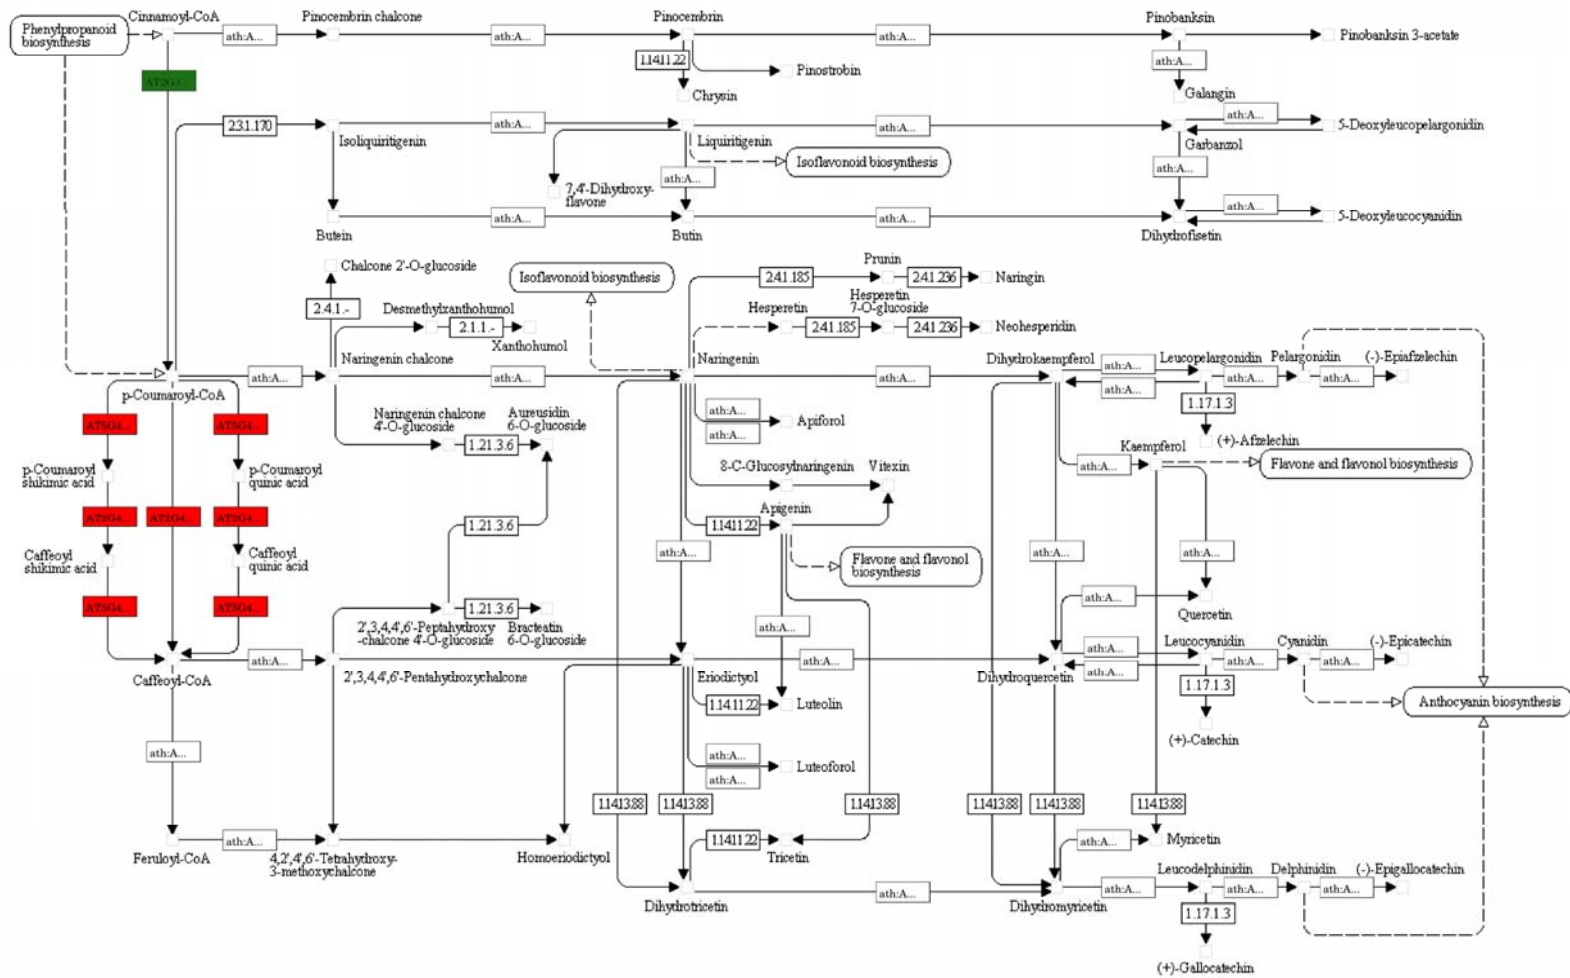 Phenylpropanoid
biosynthesis
Cinnamoyl-CoA
ath:A...
Pinocembrin chalcone
ath:A...
Pinocembrin
ath:A...
Pinobanksin
Pinobanksin 3-acetate
AT2G3...
1.14.11.22
Pinostrobin
Chrysin
ath:A...
Galangin
2.3.1.170
Isoliquiritigenin
ath:A...
Liquiritigenin
ath:A...
Garbanzol
ath:A...
5-Deoxyleucopelargonidin
Isoflavonoid biosynthesis
7,4'-Dihydroxy-
flavone
ath:A...
ath:A...
Butein
ath:A...
Butin
ath:A...
Dihydrofisetin
ath:A...
5-Deoxyleucocyanidin
Chalcone 2'-O-glucoside
2.4.1.-
Isoflavonoid biosynthesis
2.4.1.185
Prunin
2.4.1.236
Naringin
Desmethylxanthohumol
2.1.1.-
Xanthohumol
Hesperetin
2.4.1.185
Hesperetin
7-O-glucoside
2.4.1.236
Neohesperidin
p-Coumaroyl-CoA
ath:A...
Naringenin chalcone
ath:A...
Naringenin
ath:A...
Dihydrokaempferol
ath:A...
ath:A...
Leucopelargonidin
ath:A...
Pelargonidin
ath:A...
(-)-Epiafzelechin
1.17.1.3
(+)-Afzelechin
AT5G4...
AT5G4...
Naringenin chalcone
4'-O-glucoside
1.21.3.6
Aureusidin
6-O-glucoside
ath:A...
ath:A...
Apiforol
p-Coumaroyl
shikimic acid
p-Coumaroyl
quinic acid
8-C-Glucosylnaringenin
Vitexin
ath:A...
Kaempferol
Flavone and flavonol biosynthesis
AT2G4...
AT2G4...
AT2G4...
1.21.3.6
1.14.11.22
Apigenin
Caffeoyl
shikimic acid
Caffeoyl
quinic acid
ath:A...
Flavone and flavonol
biosynthesis
ath:A...
ath:A...
AT5G4...
AT5G4...
2',3,4,4',6'-Peptahydroxy
-chalcone 4'-O-glucoside
1.21.3.6
Bracteatin
6-O-glucoside
ath:A...
ath:A...
Quercetin
Caffeoyl-CoA
ath:A...
2',3,4,4',6'-Pentahydroxychalcone
Eriodictyol
ath:A...
Dihydroquercetin
ath:A...
ath:A...
Leucocyanidin
ath:A...
Cyanidin
ath:A...
(-)-Epicatechin
1.17.1.3
(+)-Catechin
Anthocyanin biosynthesis
1.14.11.22
Luteolin
ath:A...
ath:A...
ath:A...
Luteoforol
1.14.13.88
1.14.13.88
1.14.13.88
1.14.13.88
1.14.13.88
1.14.13.88
Feruloyl-CoA
ath:A...
4,2',4',6'-Tetrahydroxy-
3-methoxychalcone
Homoeriodictyol
1.14.11.22
Tricetin
ath:A...
Myricetin
Dihydrotricetin
ath:A...
Dihydromyricetin
ath:A...
Leucodelphinidin
ath:A...
Delphinidin
ath:A...
(-)-Epigallocatechin
1.17.1.3
(+)-Gallocatechin